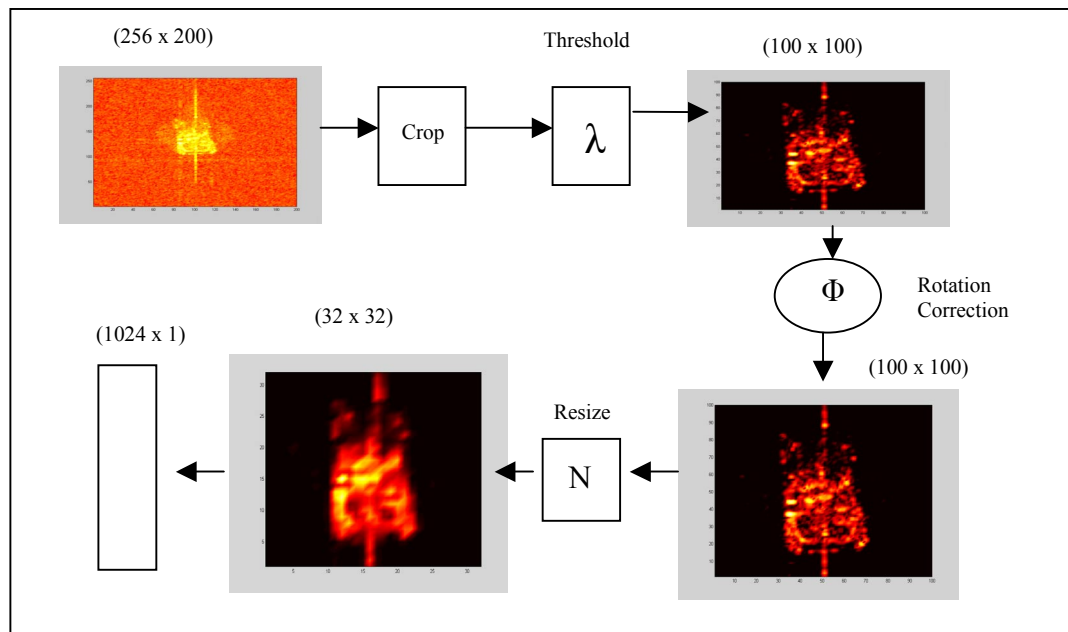 (256 x 200)
Threshold
(100 x 100)
Crop
λ
Φ
Rotation
Correction
(1024 x 1)
(32 x 32)
(100 x 100)
Resize
N